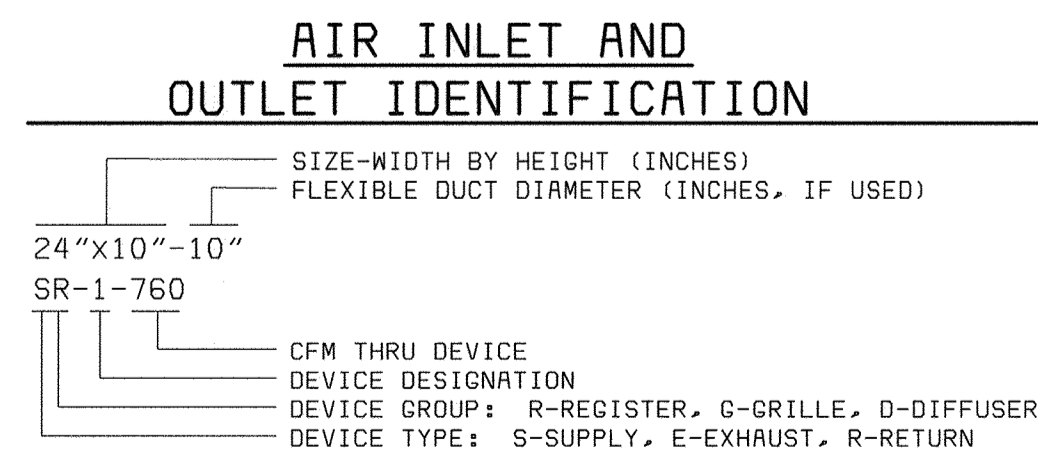 AIR INLET AND
OUTLET IDENTIFICATION
SIZE-WIDTH BY HEIGHT (INCHES)
FLEXIBLE DUCT DIAMETER (INCHES, IF USED)
24"X10"-10"
SR-1-760
CFM THRU DEVICE
DEVICE DESIGNATION
DEVICE GROUP: R-REGISTER, G-GRILLE, D-DIFFUSER
DEVICE TYPE: S-SUPPLY, E-EXHAUST, R-RETURN